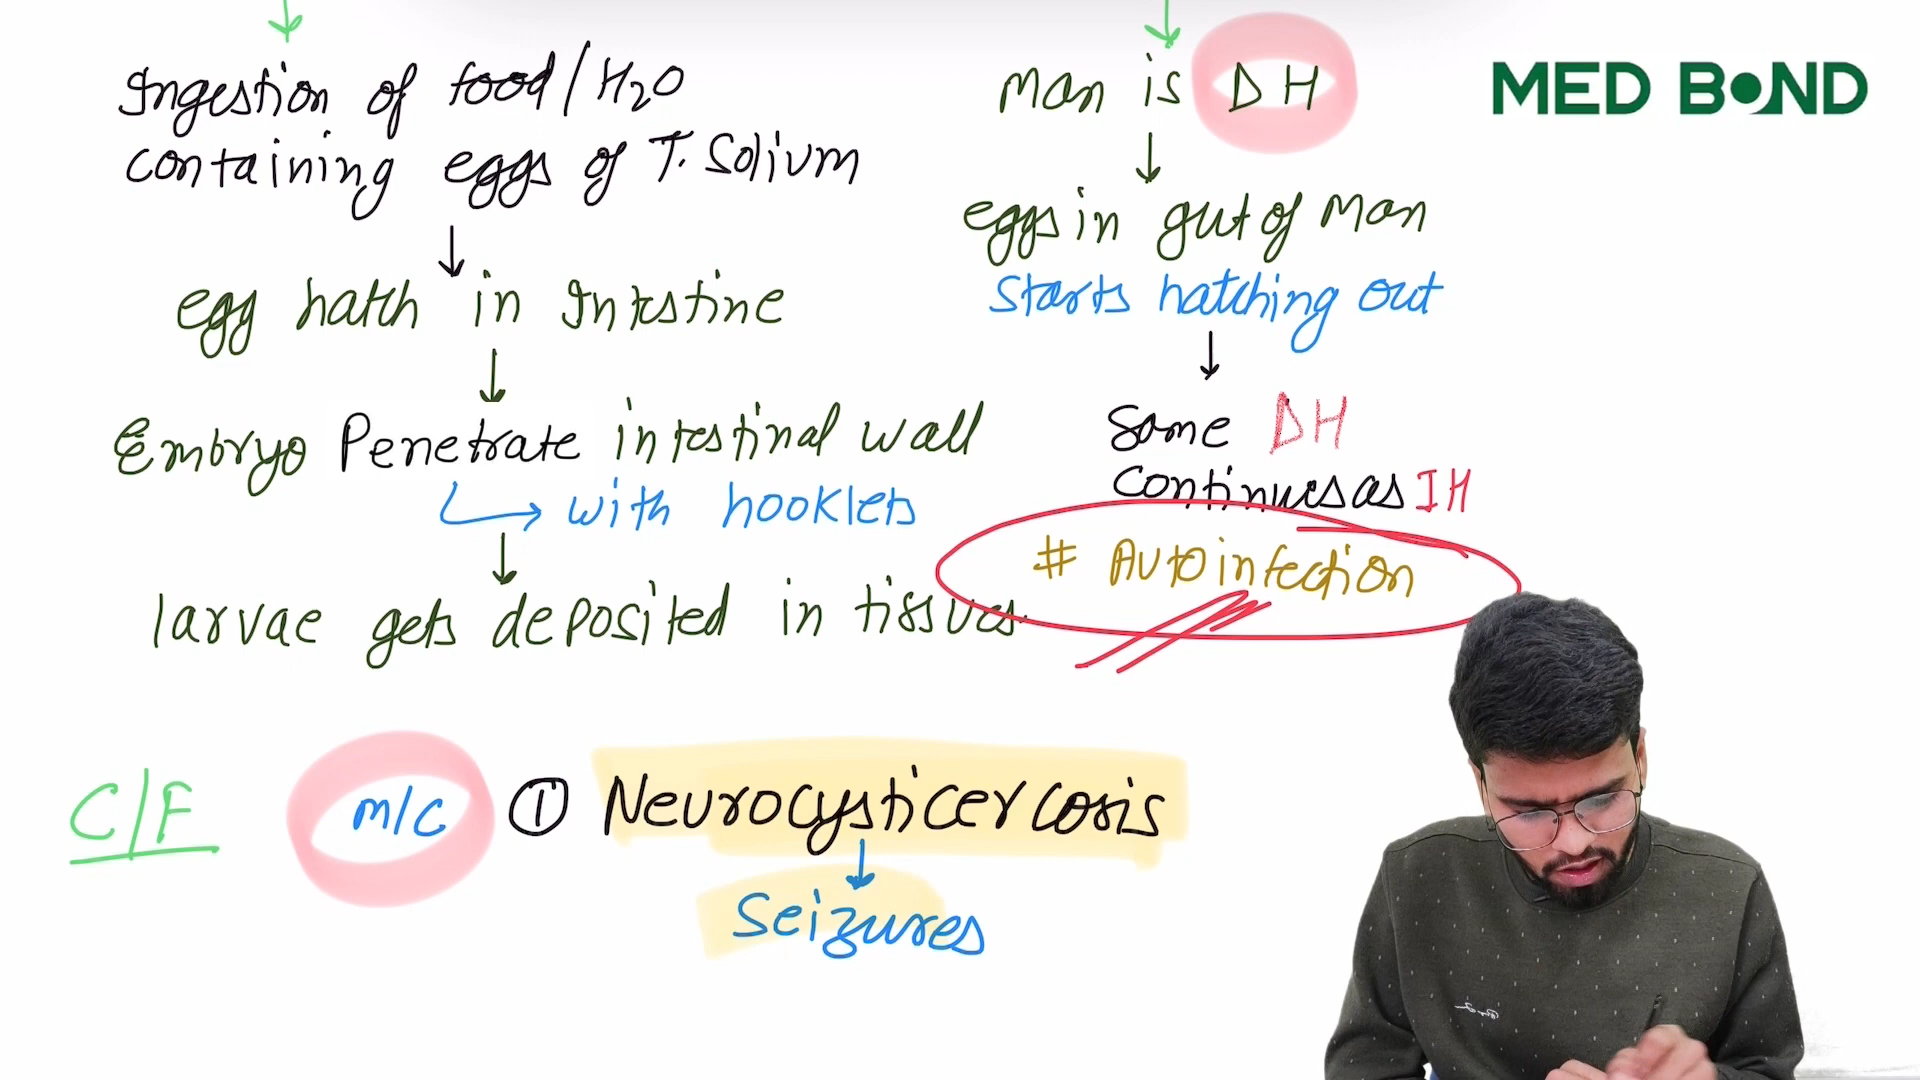 Ingestion of food/H2O
containing eggs of T. Solium
↓
egg hatch in Intestine
↓
Embryo Penetrate intestinal wall
↳ with hooklets
↓
larvae gets deposited in tissues
man is DH
↓
eggs in gut of Man
Starts hatching out
↓
Same DH
Continues as IH
# Autoinfection
MED BOND
C/F m/c ① Neurocysticercosis
↓
Seizures